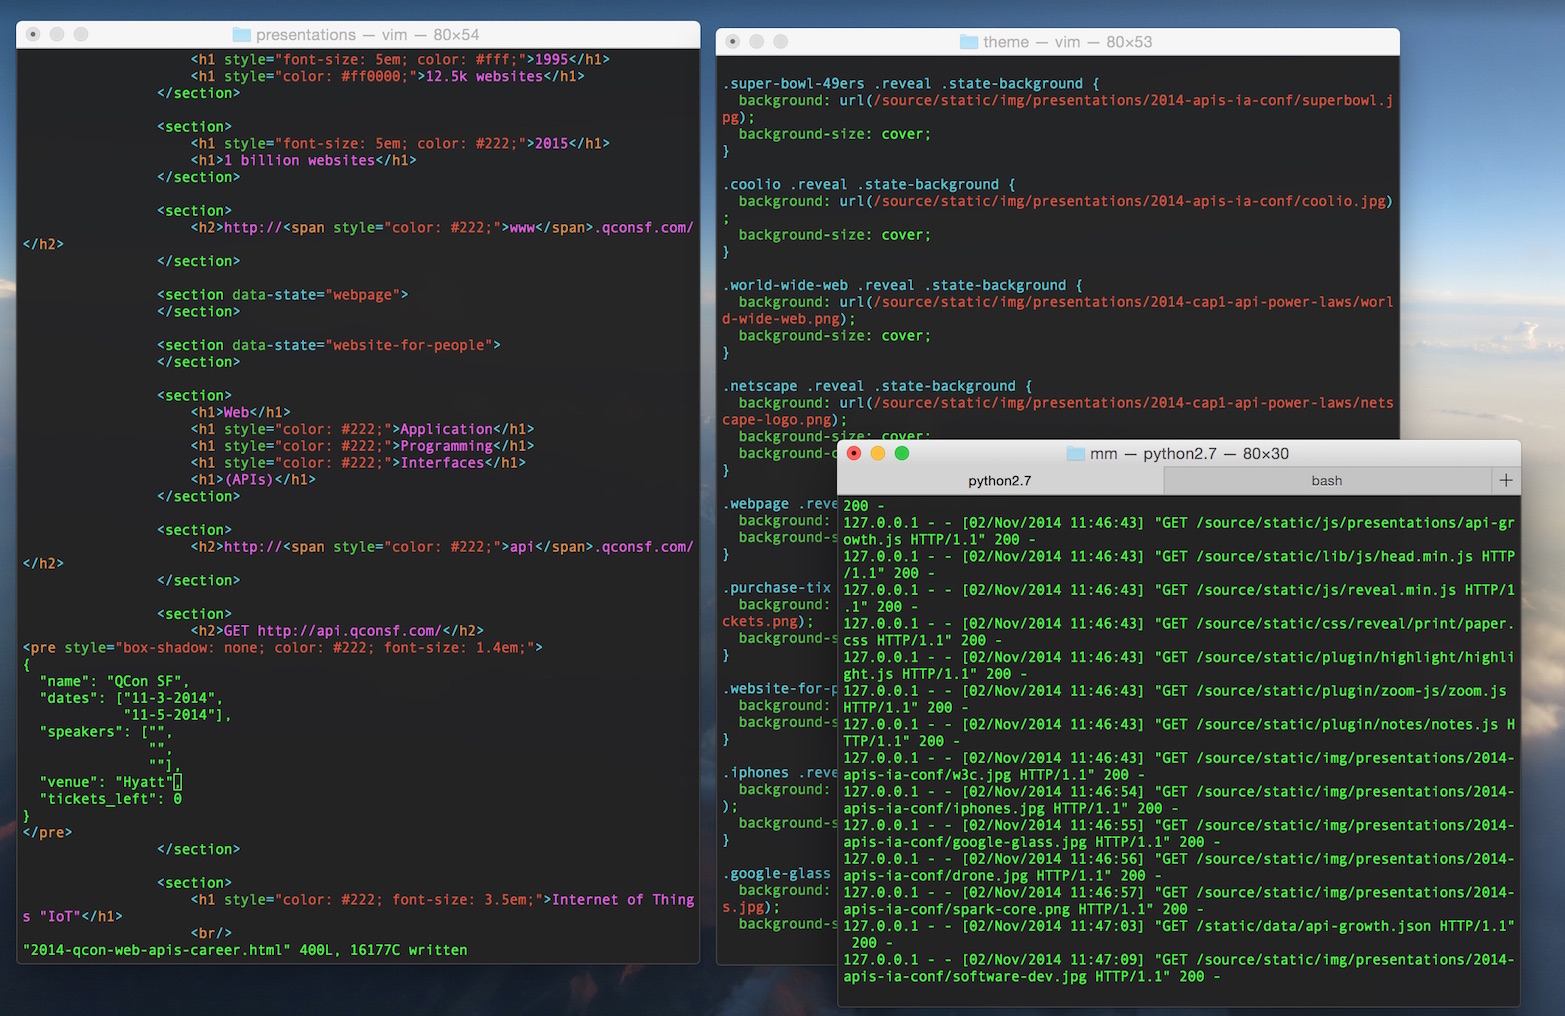 presentations — vim — 80×54
<h1 style="font-size: 5em; color: #fff;">1995</h1>
<h1 style="color: #ff0000;">12.5k websites</h1>
</section>
<section>
<h1 style="font-size: 5em; color: #222;">2015</h1>
<h1>1 billion websites</h1>
</section>
<section>
<h2>http://<span style="color: #222;">www</span>.qconsf.com/
</h2>
</section>
<section data-state="webpage">
</section>
<section data-state="website-for-people">
</section>
<section>
<h1>Web</h1>
<h1 style="color: #222;">Application</h1>
<h1 style="color: #222;">Programming</h1>
<h1 style="color: #222;">Interfaces</h1>
<h1>(APIs)</h1>
</section>
<section>
<h2>http://<span style="color: #222;">api</span>.qconsf.com/
</h2>
</section>
<section>
<h2>GET http://api.qconsf.com/</h2>
<pre style="box-shadow: none; color: #222; font-size: 1.4em;">
{
"name": "QCon SF",
"dates": ["11-3-2014",
"11-5-2014"],
"speakers": ["",
"",
""],
"venue": "Hyatt",
"tickets_left": 0
}
</pre>
</section>
<section>
<h1 style="color: #222; font-size: 3.5em;">Internet of Thing
s "IoT"</h1>
<br/>
"2014-qcon-web-apis-career.html" 400L, 16177C written
theme — vim — 80×53
.super-bowl-49ers .reveal .state-background {
background: url(/source/static/img/presentations/2014-apis-ia-conf/superbowl.j
pg);
background-size: cover;
}
.coolio .reveal .state-background {
background: url(/source/static/img/presentations/2014-apis-ia-conf/coolio.jpg)
;
background-size: cover;
}
.world-wide-web .reveal .state-background {
background: url(/source/static/img/presentations/2014-cap1-api-power-laws/worl
d-wide-web.png);
background-size: cover;
}
.netscape .reveal .state-background {
background: url(/source/static/img/presentations/2014-cap1-api-power-laws/nets
cape-logo.png);
background-size: cover;
background-c
}
.webpage .reve
background:
background-s
}
.purchase-tix
background:
ckets.png);
background-s
}
.website-for-p
background:
background-s
}
.iphones .reve
background:
);
background-s
}
.google-glass
background:
s.jpg);
background-s
mm — python2.7 — 80×30
python2.7 bash +
200 -
127.0.0.1 - - [02/Nov/2014 11:46:43] "GET /source/static/js/presentations/api-gr
owth.js HTTP/1.1" 200 -
127.0.0.1 - - [02/Nov/2014 11:46:43] "GET /source/static/lib/js/head.min.js HTTP
/1.1" 200 -
127.0.0.1 - - [02/Nov/2014 11:46:43] "GET /source/static/js/reveal.min.js HTTP/1
.1" 200 -
127.0.0.1 - - [02/Nov/2014 11:46:43] "GET /source/static/css/reveal/print/paper.
css HTTP/1.1" 200 -
127.0.0.1 - - [02/Nov/2014 11:46:43] "GET /source/static/plugin/highlight/highli
ght.js HTTP/1.1" 200 -
127.0.0.1 - - [02/Nov/2014 11:46:43] "GET /source/static/plugin/zoom-js/zoom.js
HTTP/1.1" 200 -
127.0.0.1 - - [02/Nov/2014 11:46:43] "GET /source/static/plugin/notes/notes.js H
TTP/1.1" 200 -
127.0.0.1 - - [02/Nov/2014 11:46:43] "GET /source/static/img/presentations/2014-
apis-ia-conf/w3c.jpg HTTP/1.1" 200 -
127.0.0.1 - - [02/Nov/2014 11:46:54] "GET /source/static/img/presentations/2014-
apis-ia-conf/iphones.jpg HTTP/1.1" 200 -
127.0.0.1 - - [02/Nov/2014 11:46:55] "GET /source/static/img/presentations/2014-
apis-ia-conf/google-glass.jpg HTTP/1.1" 200 -
127.0.0.1 - - [02/Nov/2014 11:46:56] "GET /source/static/img/presentations/2014-
apis-ia-conf/drone.jpg HTTP/1.1" 200 -
127.0.0.1 - - [02/Nov/2014 11:46:57] "GET /source/static/img/presentations/2014-
apis-ia-conf/spark-core.png HTTP/1.1" 200 -
127.0.0.1 - - [02/Nov/2014 11:47:03] "GET /static/data/api-growth.json HTTP/1.1"
200 -
127.0.0.1 - - [02/Nov/2014 11:47:09] "GET /source/static/img/presentations/2014-
apis-ia-conf/software-dev.jpg HTTP/1.1" 200 -